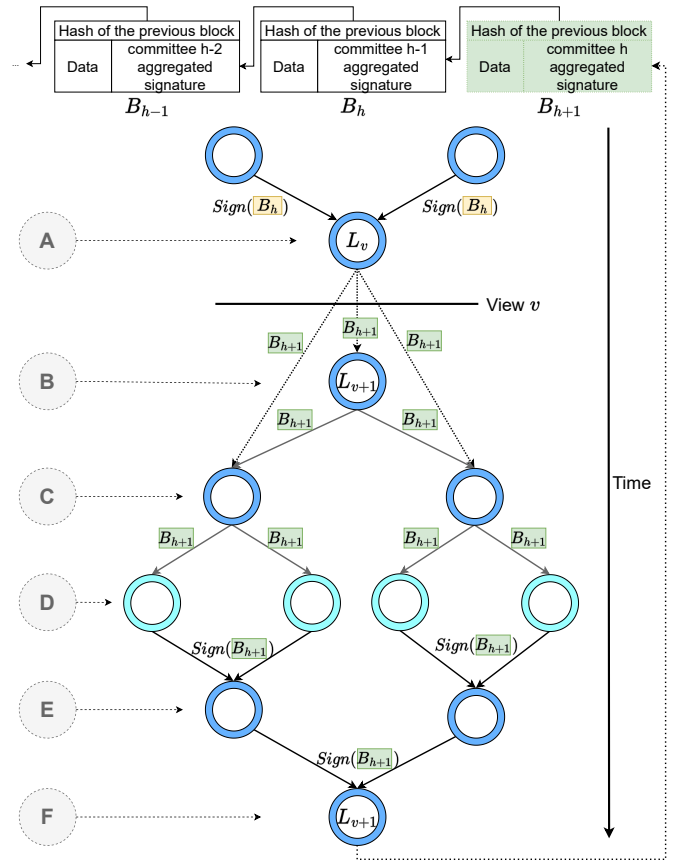 Hash of the previous block
Data
committee h-2
aggregated
signature
Hash of the previous block
Data
committee h-1
aggregated
signature
Hash of the previous block
Data
committee h
aggregated
signature
...
B_{h-1}
B_h
B_{h+1}
Sign(B_h)
Sign(B_h)
A
L_v
View v
B_{h+1}
B_{h+1}
B_{h+1}
B
L_{v+1}
B_{h+1}
B_{h+1}
C
Time
B_{h+1}
B_{h+1}
B_{h+1}
B_{h+1}
D
Sign(B_{h+1})
Sign(B_{h+1})
E
Sign(B_{h+1})
F
L_{v+1}